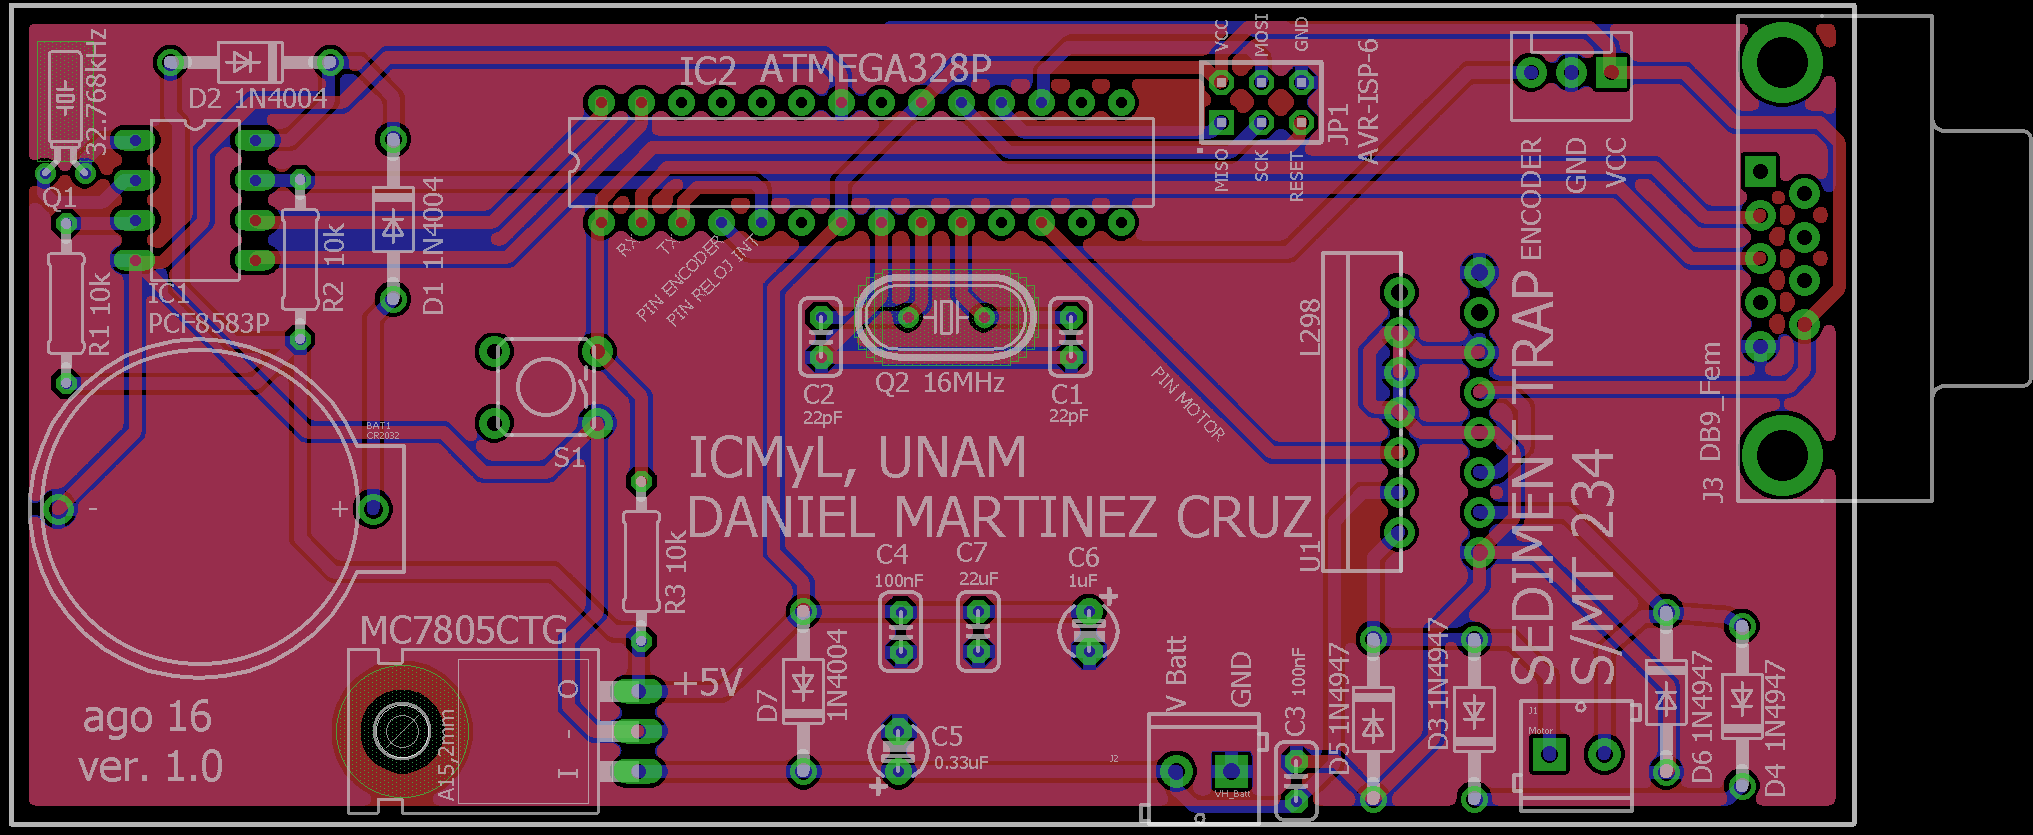 32.768kHz
D2 1N4004
IC2 ATMEGA328P
VCC
MOSI
GND
JP1
AVR-ISP-6
MISO
SCK
RESET
ENCODER
GND
VCC
Q1
IC1
PCF8583P
R1 10k
R2 10k
D1 1N4004
RX
TX
PIN ENCODER
PIN RELOJ INT
C2
22pF
Q2 16MHz
C1
22pF
PIN MOTOR
L298
U1
SEDIMENT TRAP
S/MT 234
J3 DB9_Fem
BAT1
CR2032
-
+
S1
ICMyL, UNAM
DANIEL MARTINEZ CRUZ
R3 10k
C4
100nF
C7
22uF
C6
1uF
+
MC7805CTG
A15,2mm
O
-
I
+5V
D7
1N4004
C5
0.33uF
+
V Batt
GND
J2
VH_Batt
C3 100nF
D5 1N4947
D3 1N4947
J1
Motor
D6 1N4947
D4 1N4947
ago 16
ver. 1.0